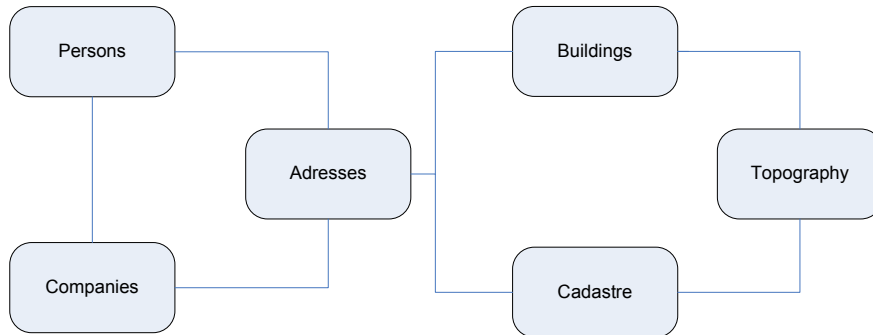 Persons
Buildings
Adresses
Topography
Companies
Cadastre